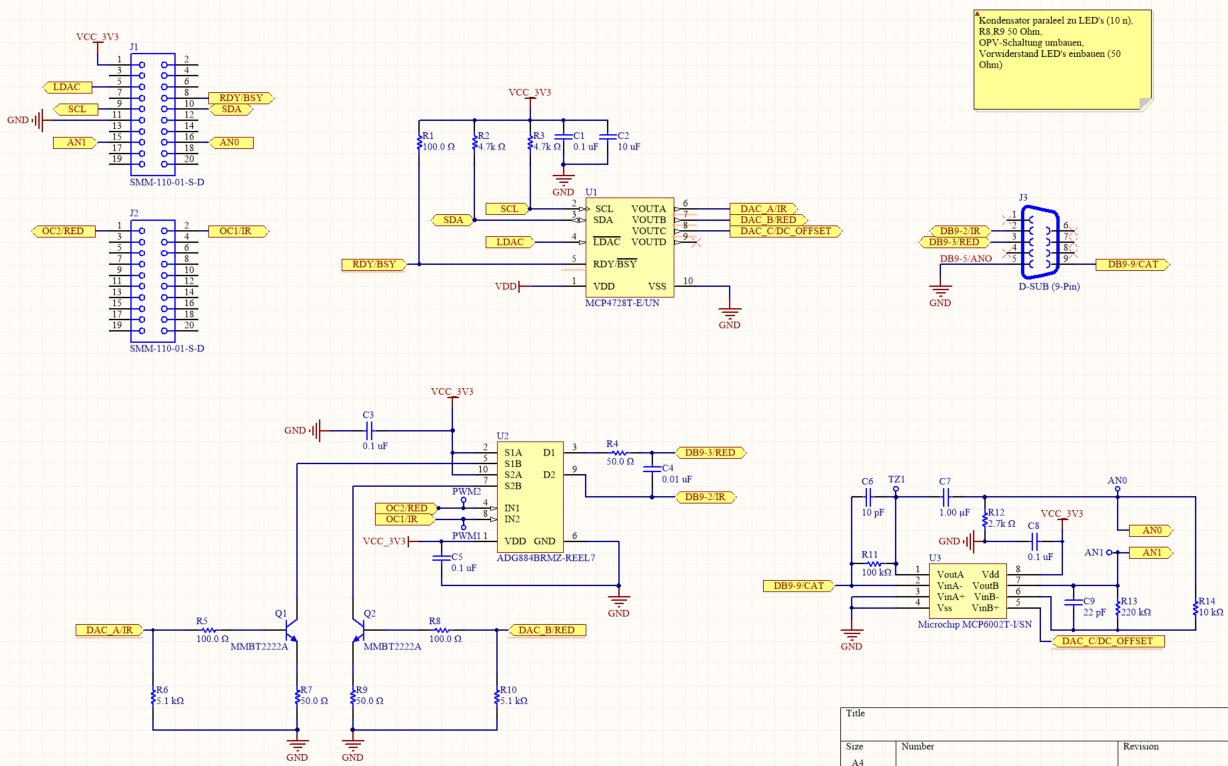 Kondensator paraleel zu LED's (10 n),
R8,R9 50 Ohm,
OPV-Schaltung umbauen,
Vorwiderstand LED's einbauen (50
Ohm)
VCC_3V3
J1
1 2
3 4
5 6
7 8
9 10
11 12
13 14
15 16
17 18
19 20
LDAC
SCL
GND
AN1
RDY/BSY
SDA
AN0
SMM-110-01-S-D
J2
1 2
3 4
5 6
7 8
9 10
11 12
13 14
15 16
17 18
19 20
OC2/RED
OC1/IR
SMM-110-01-S-D
VCC_3V3
R1
100.0 Ω
R2
4.7k Ω
R3
4.7k Ω
C1
0.1 uF
C2
10 uF
GND
U1
SCL
SDA
LDAC
RDY/BSY
VDD
2 SCL VOUTA 6
3 SDA VOUTB 7
VOUTC 8
4 LDAC VOUTD 9
5 RDY/BSY
1 VDD VSS 10
MCP4728T-E/UN
DAC_A/IR
DAC_B/RED
DAC_C/DC_OFFSET
GND
J3
1
2
3
4
5
6
7
8
9
DB9-2/IR
DB9-3/RED
DB9-5/ANO
DB9-9/CAT
GND
D-SUB (9-Pin)
VCC_3V3
C3
0.1 uF
GND
U2
2 S1A D1 3
5 S1B
10 S2A D2 9
7 S2B
4 IN1
8 IN2
1 VDD GND 6
ADG884BRMZ-REEL7
PWM2
OC2/RED
OC1/IR
PWM1
VCC_3V3
C5
0.1 uF
R4
50.0 Ω
C4
0.01 uF
DB9-3/RED
DB9-2/IR
GND
DAC_A/IR
R5
100.0 Ω
Q1
MMBT2222A
Q2
MMBT2222A
R8
100.0 Ω
DAC_B/RED
R6
5.1 kΩ
R7
50.0 Ω
R9
50.0 Ω
R10
5.1 kΩ
GND
GND
C6
10 pF
TZ1
C7
1.00 µF
AN0
R12
2.7k Ω
VCC_3V3
AN0
GND
C8
0.1 uF
AN1
AN1
R11
100 kΩ
U3
DB9-9/CAT
1 VoutA Vdd 8
2 VinA- VoutB 7
3 VinA+ VinB- 6
4 Vss VinB+ 5
Microchip MCP6002T-I/SN
C9
22 pF
R13
220 kΩ
R14
10 kΩ
GND
DAC_C/DC_OFFSET
Title
Size
A4
Number
Revision